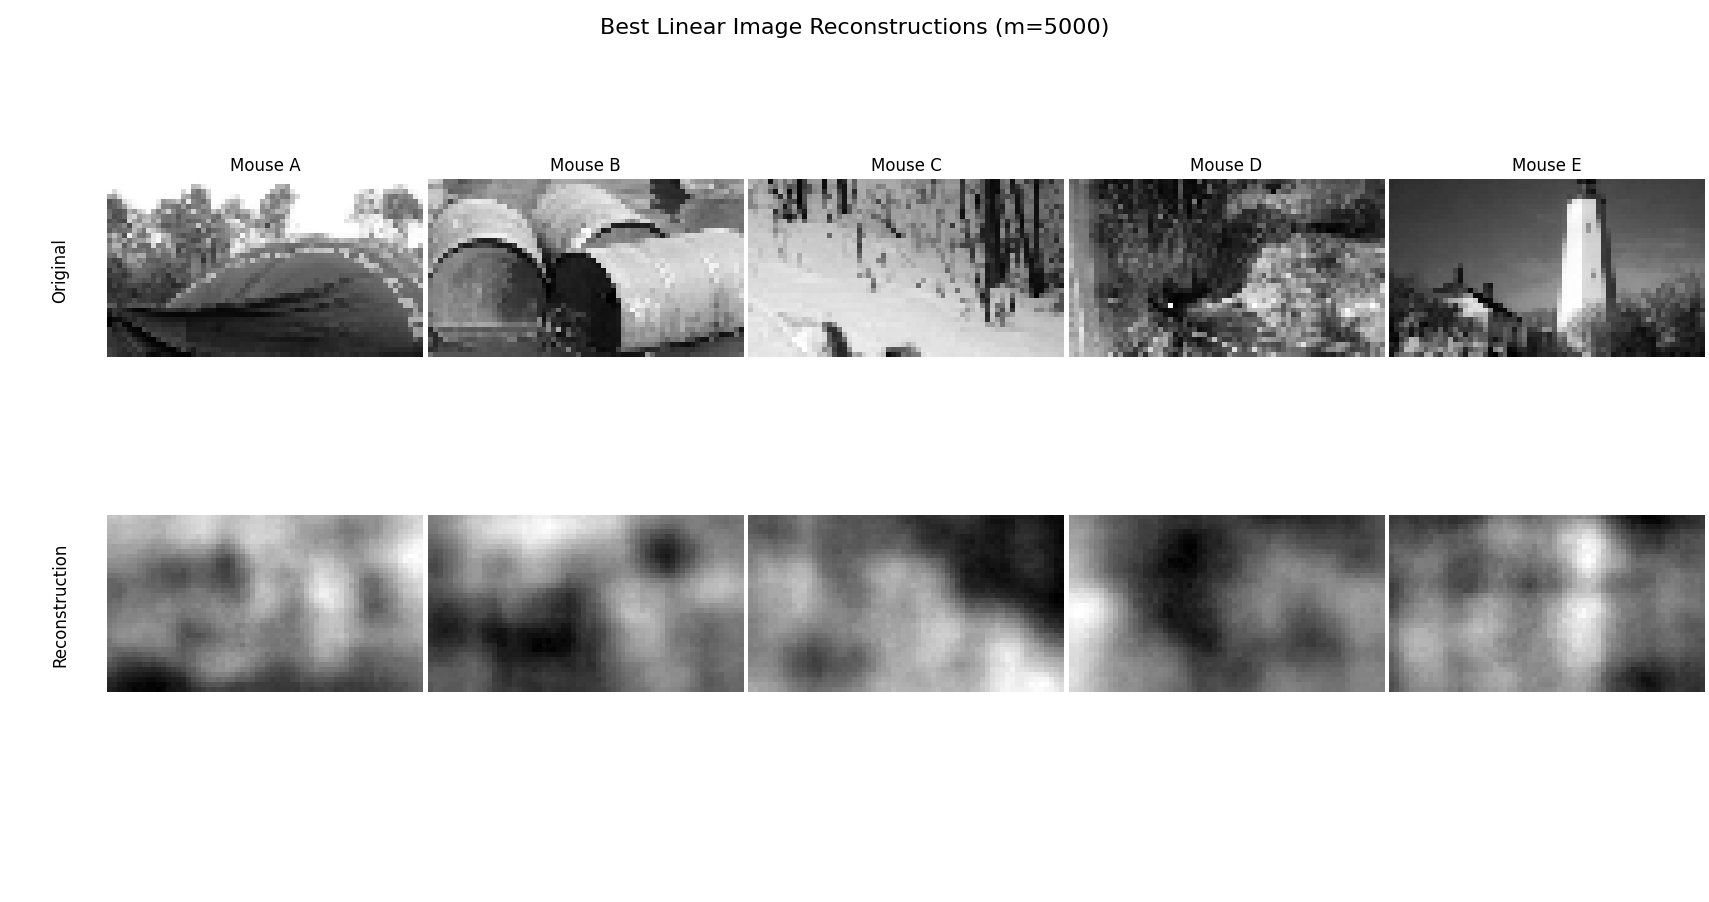 Best Linear Image Reconstructions (m=5000)
Mouse A
Mouse B
Mouse C
Mouse D
Mouse E
Original
Reconstruction